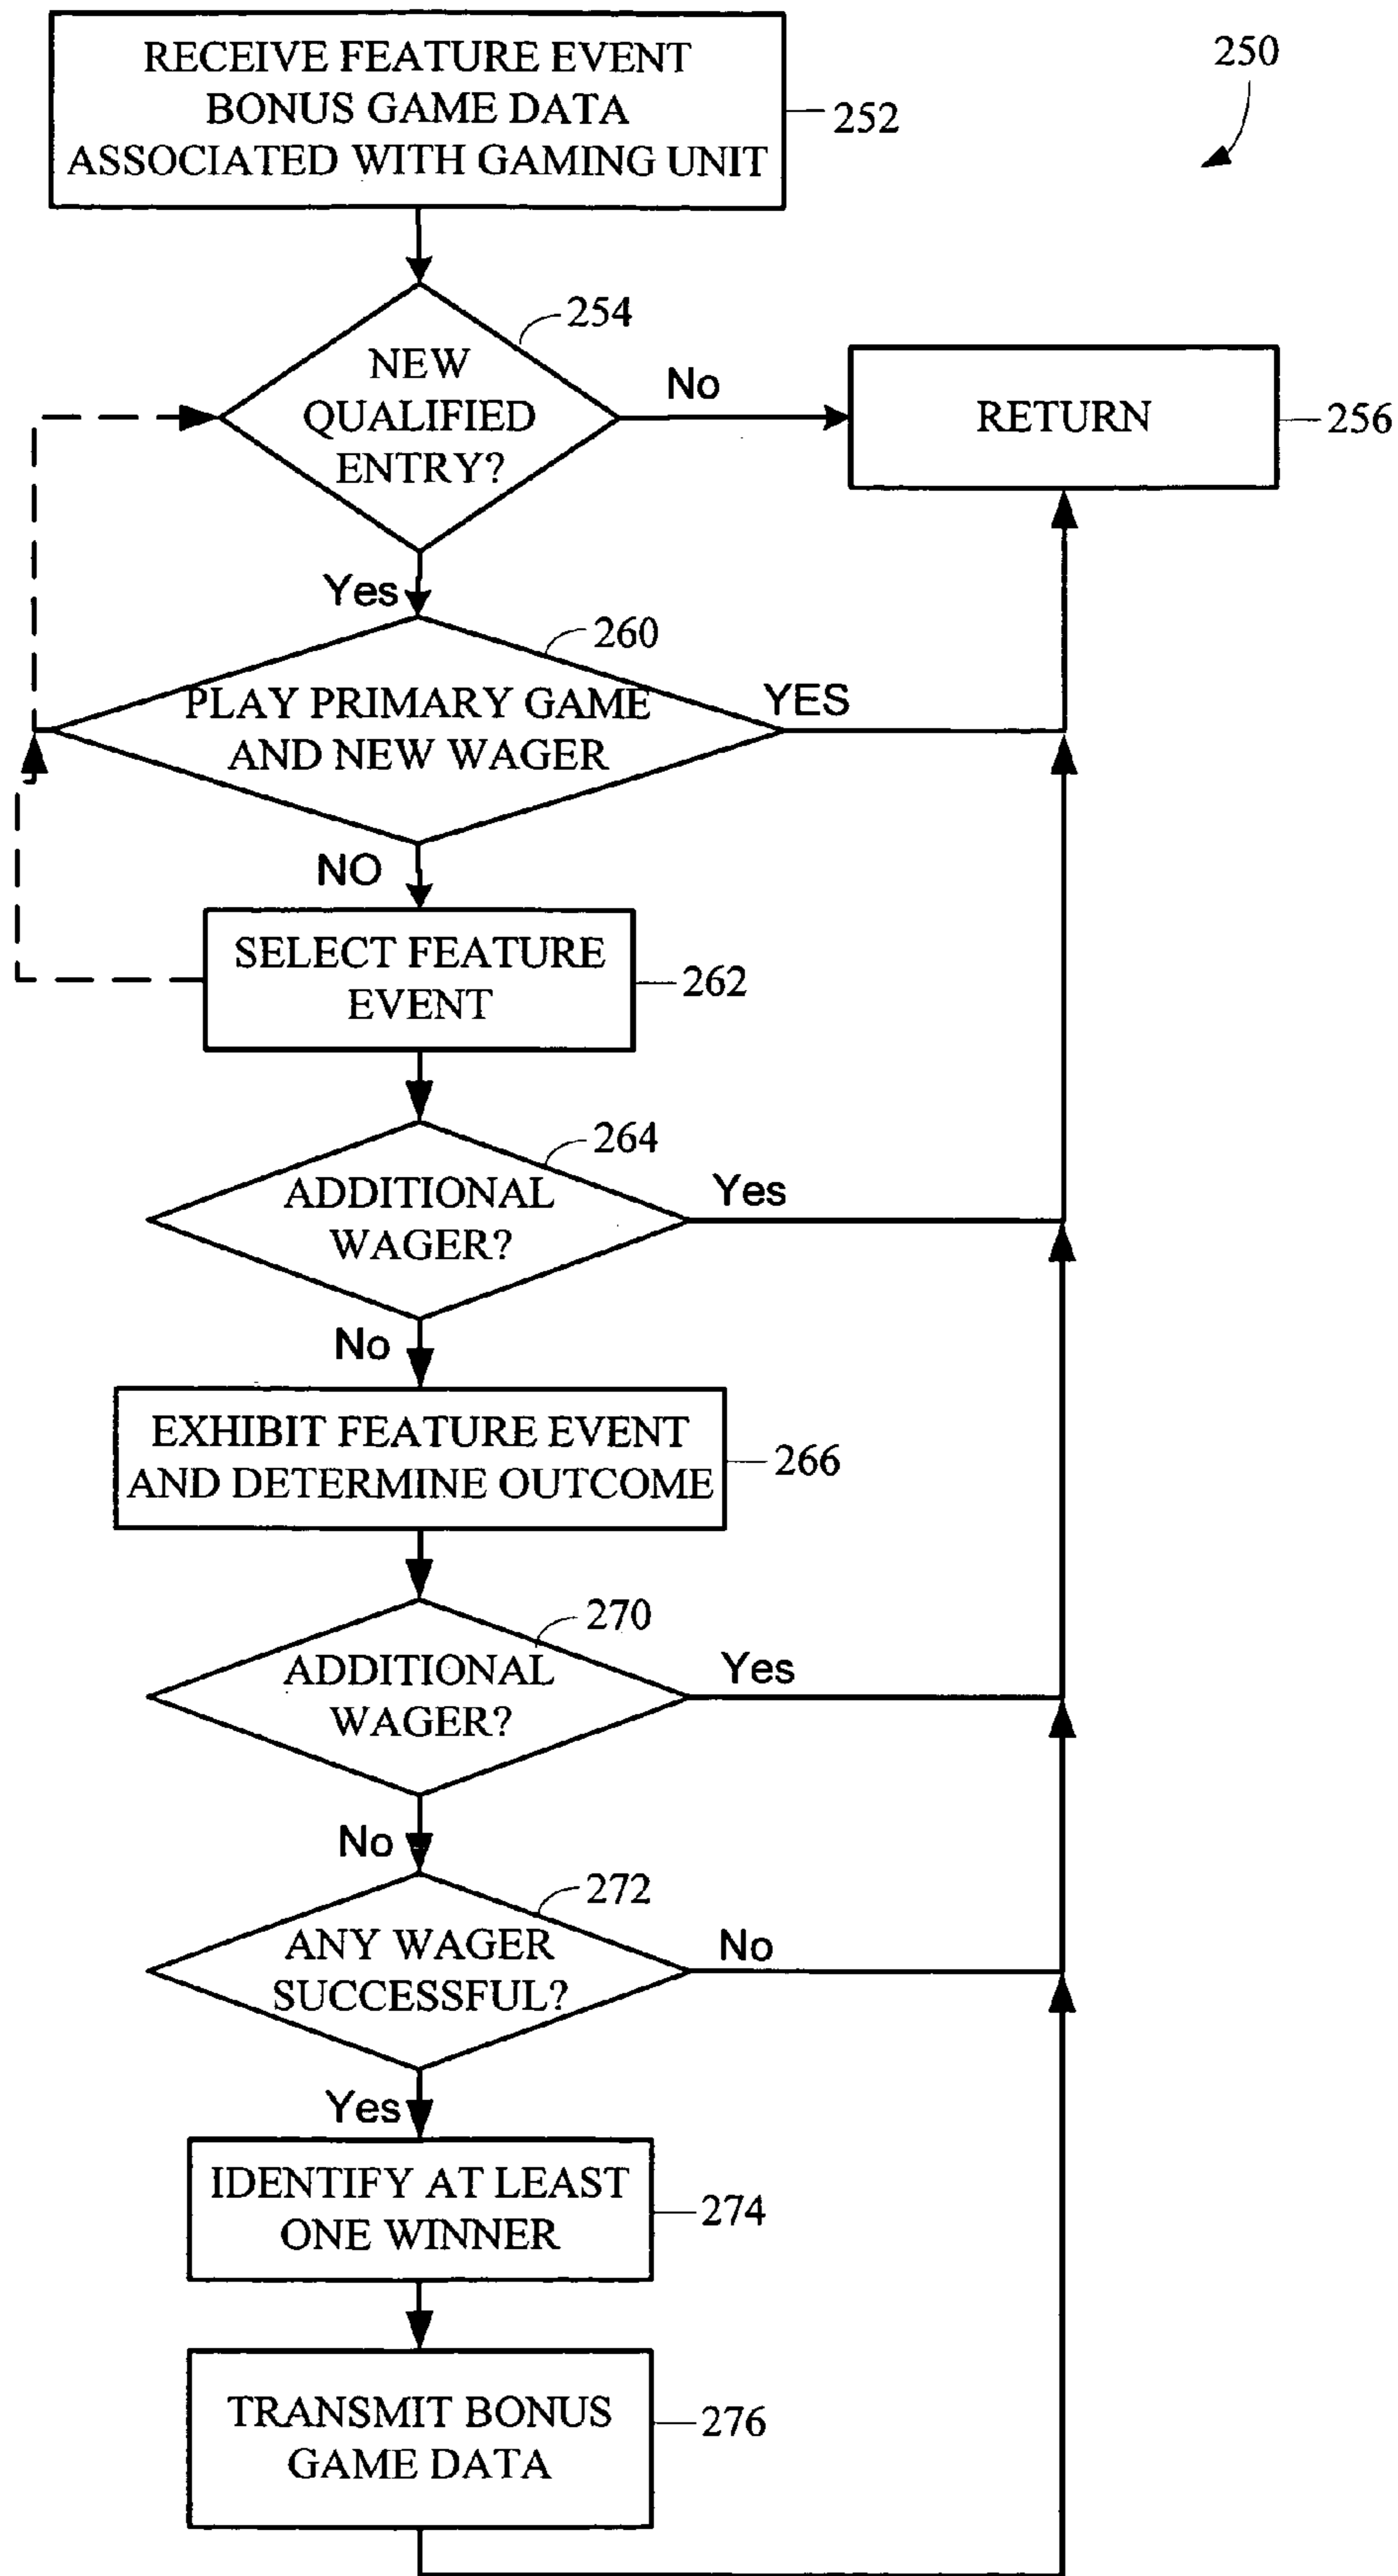 RECEIVE FEATURE EVENT
BONUS GAME DATA
ASSOCIATED WITH GAMING UNIT
252
250
254
NEW
QUALIFIED
ENTRY?
No
RETURN
256
Yes
260
PLAY PRIMARY GAME
AND NEW WAGER
YES
NO
SELECT FEATURE
EVENT
262
264
ADDITIONAL
WAGER?
Yes
No
EXHIBIT FEATURE EVENT
AND DETERMINE OUTCOME
266
270
ADDITIONAL
WAGER?
Yes
No
272
ANY WAGER
SUCCESSFUL?
No
Yes
IDENTIFY AT LEAST
ONE WINNER
274
TRANSMIT BONUS
GAME DATA
276